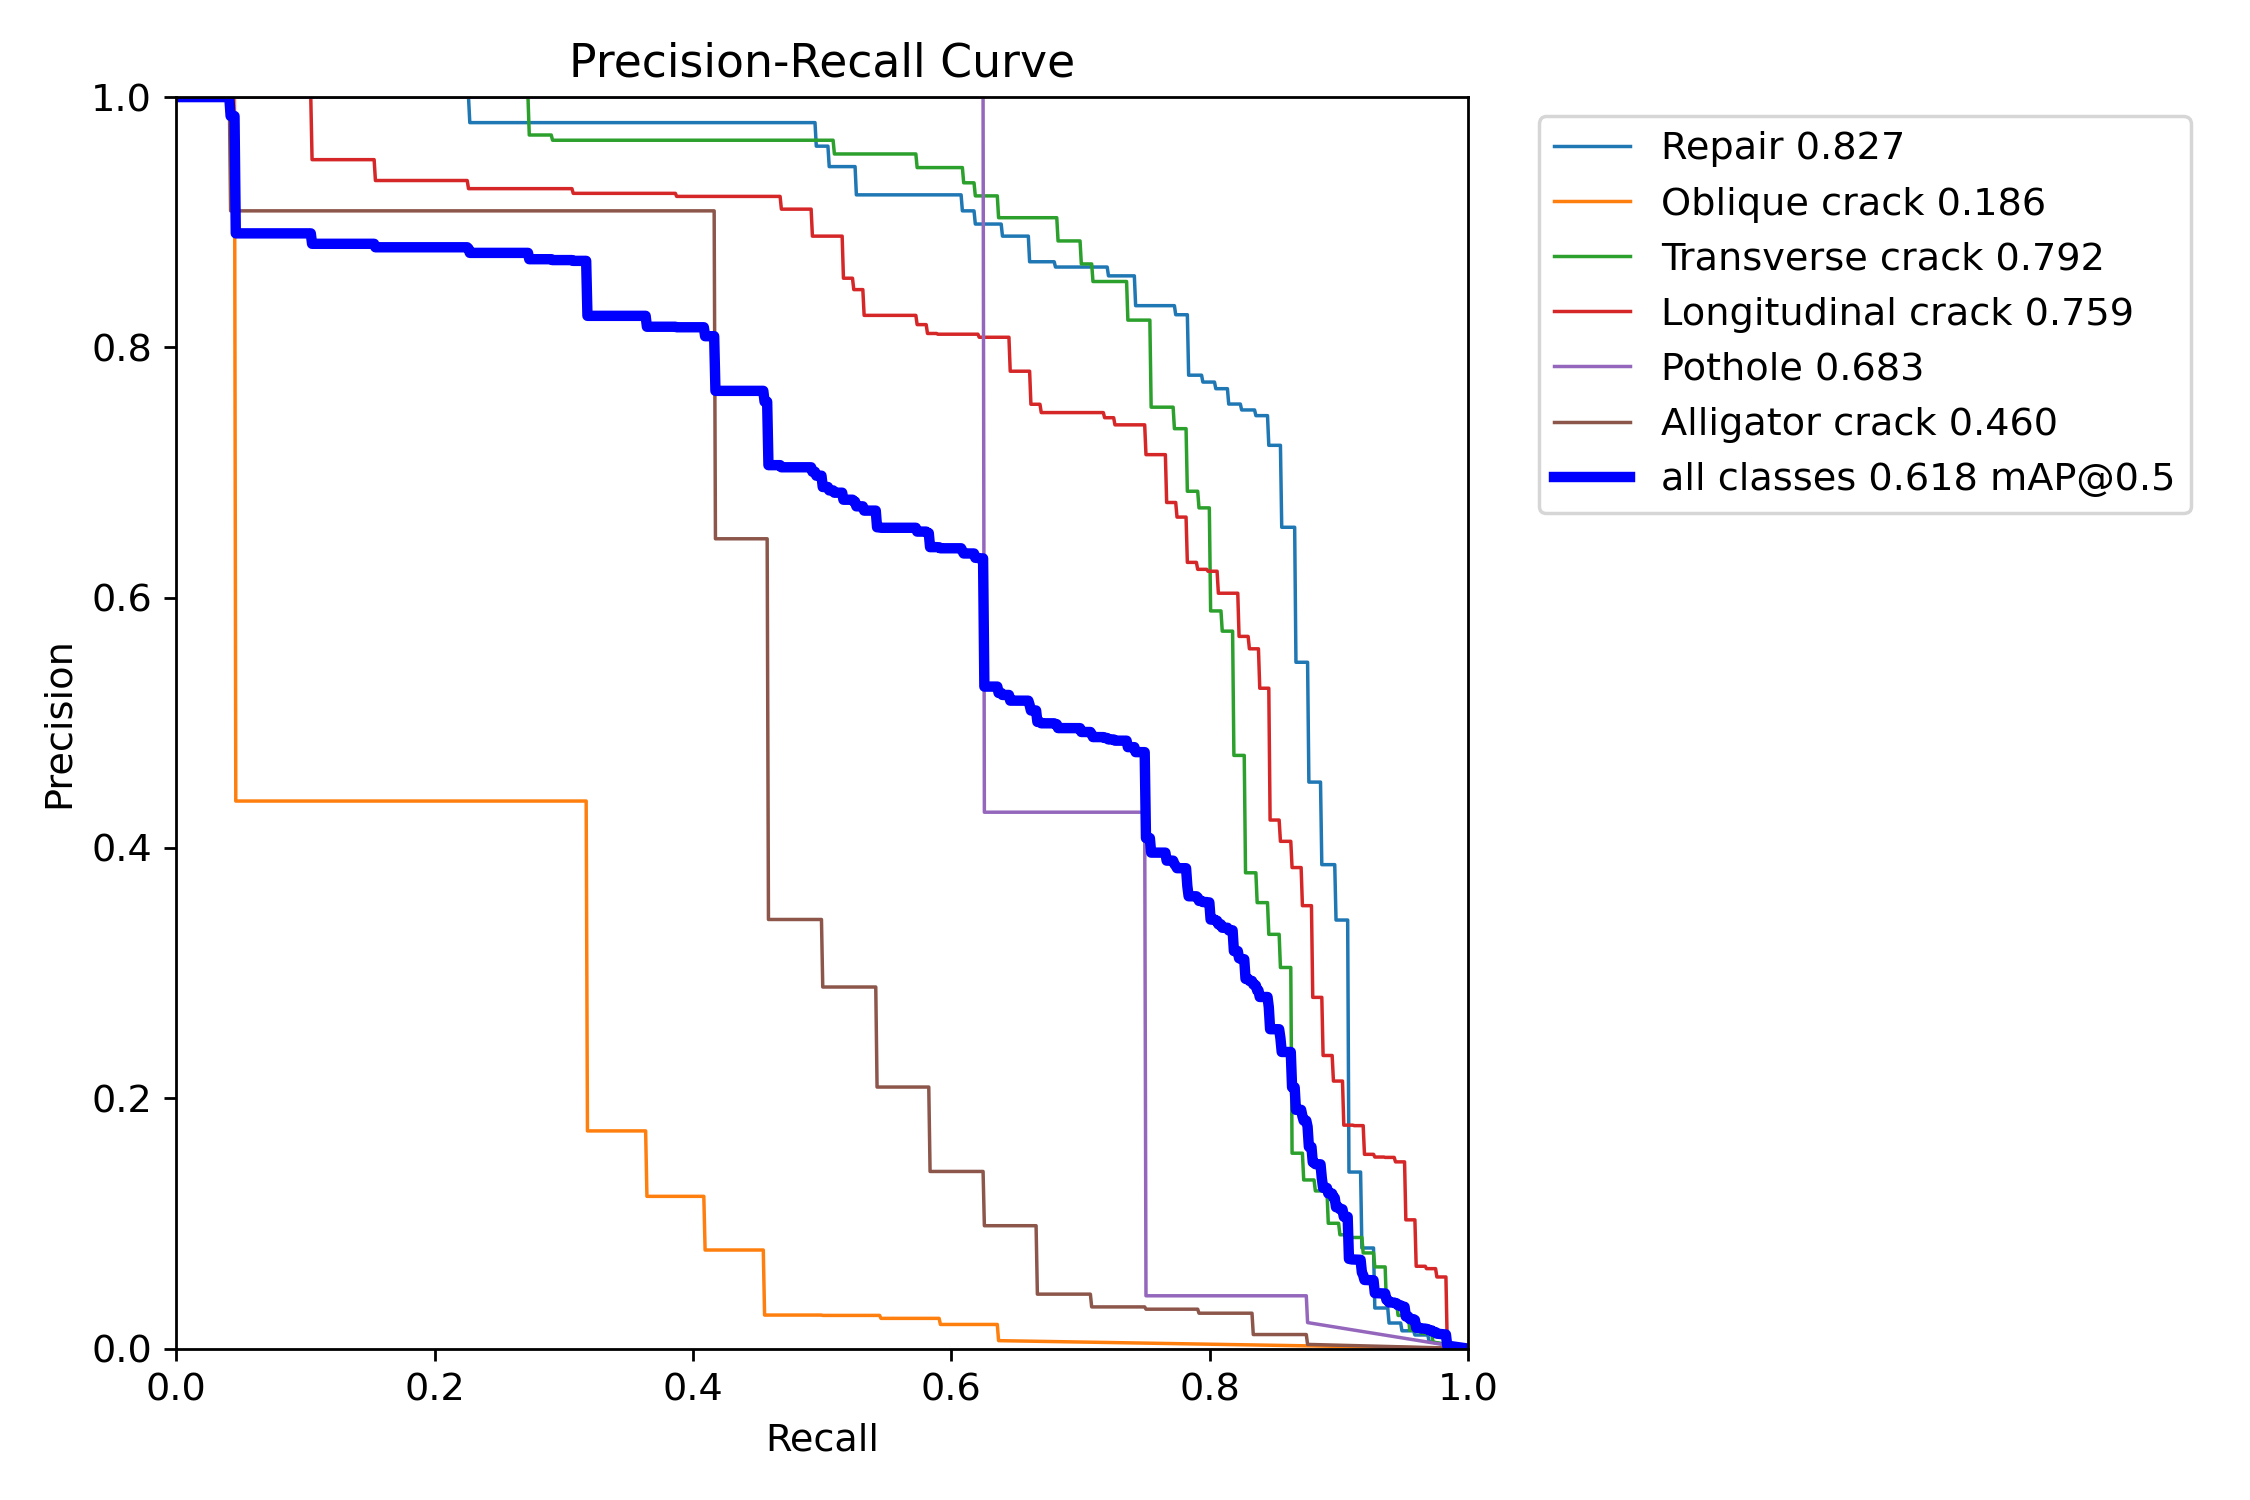 Precision-Recall Curve
1.0
0.8
0.6
0.4
0.2
0.0
Precision
0.0 0.2 0.4 0.6 0.8 1.0
Recall
Repair 0.827
Oblique crack 0.186
Transverse crack 0.792
Longitudinal crack 0.759
Pothole 0.683
Alligator crack 0.460
all classes 0.618 mAP@0.5